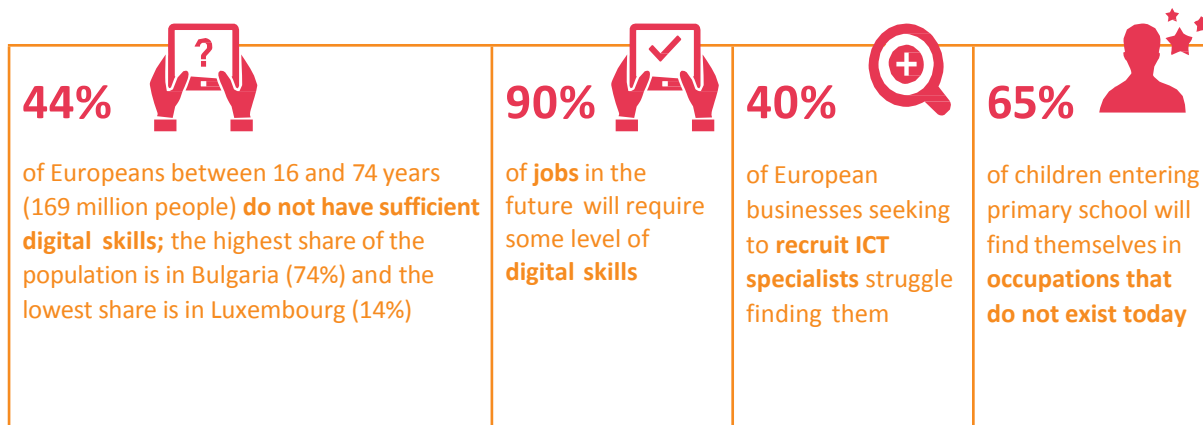 ?
44%
of Europeans between 16 and 74 years
(169 million people) do not have sufficient
digital skills; the highest share of the
population is in Bulgaria (74%) and the
lowest share is in Luxembourg (14%)
90%
of jobs in the
future will require
some level of
digital skills
40%
of European
businesses seeking
to recruit ICT
specialists struggle
finding them
65%
of children entering
primary school will
find themselves in
occupations that
do not exist today